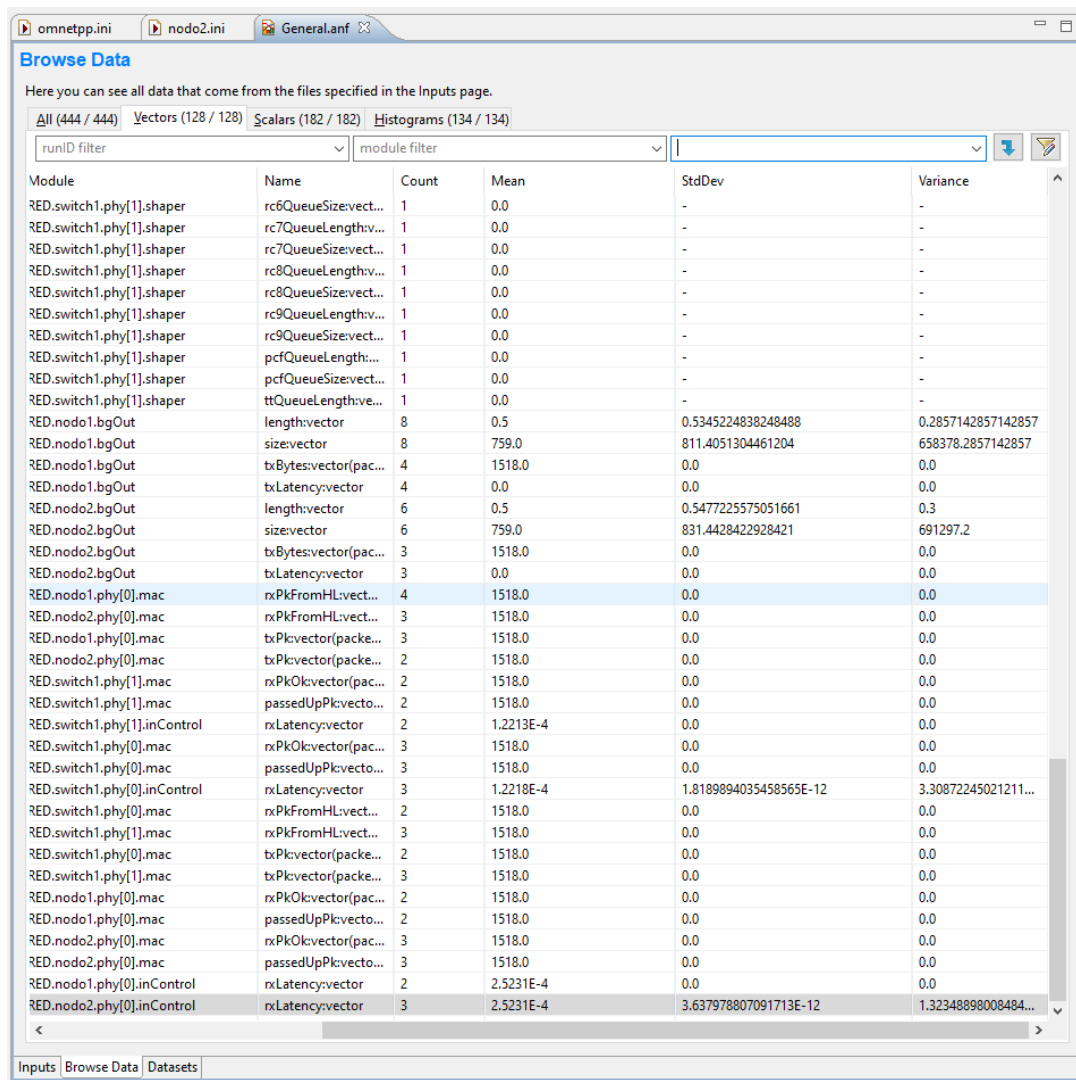 omnetpp.ini nodo2.ini General.anf
Browse Data
Here you can see all data that come from the files specified in the Inputs page.
All (444 / 444) Vectors (128 / 128) Scalars (182 / 182) Histograms (134 / 134)
runID filter module filter
Module Name Count Mean StdDev Variance
RED.switch1.phy[1].shaper rc6QueueSize:vect... 1 0.0 - -
RED.switch1.phy[1].shaper rc7QueueLength:v... 1 0.0 - -
RED.switch1.phy[1].shaper rc7QueueSize:vect... 1 0.0 - -
RED.switch1.phy[1].shaper rc8QueueLength:v... 1 0.0 - -
RED.switch1.phy[1].shaper rc8QueueSize:vect... 1 0.0 - -
RED.switch1.phy[1].shaper rc9QueueLength:v... 1 0.0 - -
RED.switch1.phy[1].shaper rc9QueueSize:vect... 1 0.0 - -
RED.switch1.phy[1].shaper pcfQueueLength:... 1 0.0 - -
RED.switch1.phy[1].shaper pcfQueueSize:vect... 1 0.0 - -
RED.switch1.phy[1].shaper ttQueueLength:ve... 1 0.0 - -
RED.nodo1.bgOut length:vector 8 0.5 0.5345224838248488 0.2857142857142857
RED.nodo1.bgOut size:vector 8 759.0 811.4051304461204 658378.2857142857
RED.nodo1.bgOut txBytes:vector(pac... 4 1518.0 0.0 0.0
RED.nodo1.bgOut txLatency:vector 4 0.0 0.0 0.0
RED.nodo2.bgOut length:vector 6 0.5 0.5477225575051661 0.3
RED.nodo2.bgOut size:vector 6 759.0 831.4428422928421 691297.2
RED.nodo2.bgOut txBytes:vector(pac... 3 1518.0 0.0 0.0
RED.nodo2.bgOut txLatency:vector 3 0.0 0.0 0.0
RED.nodo1.phy[0].mac rxPkFromHL:vect... 4 1518.0 0.0 0.0
RED.nodo2.phy[0].mac rxPkFromHL:vect... 3 1518.0 0.0 0.0
RED.nodo1.phy[0].mac txPk:vector(packe... 3 1518.0 0.0 0.0
RED.nodo2.phy[0].mac txPk:vector(packe... 2 1518.0 0.0 0.0
RED.switch1.phy[1].mac rxPkOk:vector(pac... 2 1518.0 0.0 0.0
RED.switch1.phy[1].mac passedUpPk:vecto... 2 1518.0 0.0 0.0
RED.switch1.phy[1].inControl rxLatency:vector 2 1.2213E-4 0.0 0.0
RED.switch1.phy[0].mac rxPkOk:vector(pac... 3 1518.0 0.0 0.0
RED.switch1.phy[0].mac passedUpPk:vecto... 3 1518.0 0.0 0.0
RED.switch1.phy[0].inControl rxLatency:vector 3 1.2218E-4 1.8189894035458565E-12 3.30872245021211...
RED.switch1.phy[0].mac rxPkFromHL:vect... 2 1518.0 0.0 0.0
RED.switch1.phy[1].mac rxPkFromHL:vect... 3 1518.0 0.0 0.0
RED.switch1.phy[0].mac txPk:vector(packe... 2 1518.0 0.0 0.0
RED.switch1.phy[1].mac txPk:vector(packe... 3 1518.0 0.0 0.0
RED.nodo1.phy[0].mac rxPkOk:vector(pac... 2 1518.0 0.0 0.0
RED.nodo1.phy[0].mac passedUpPk:vecto... 2 1518.0 0.0 0.0
RED.nodo2.phy[0].mac rxPkOk:vector(pac... 3 1518.0 0.0 0.0
RED.nodo2.phy[0].mac passedUpPk:vecto... 3 1518.0 0.0 0.0
RED.nodo1.phy[0].inControl rxLatency:vector 2 2.5231E-4 0.0 0.0
RED.nodo2.phy[0].inControl rxLatency:vector 3 2.5231E-4 3.637978807091713E-12 1.32348898008484...
Inputs Browse Data Datasets